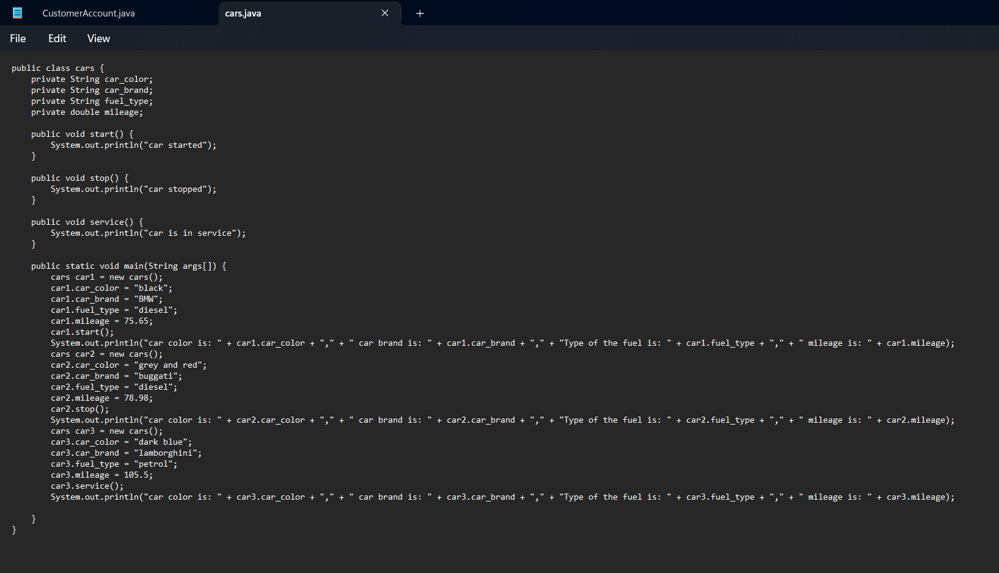 CustomerAccount.java
cars.java
File Edit View
public class cars {
    private String car_color;
    private String car_brand;
    private String fuel_type;
    private double mileage;

    public void start() {
        System.out.println("car started");
    }

    public void stop() {
        System.out.println("car stopped");
    }

    public void service() {
        System.out.println("car is in service");
    }

    public static void main(String args[]) {
        cars car1 = new cars();
        car1.car_color = "black";
        car1.car_brand = "BMW";
        car1.fuel_type = "diesel";
        car1.mileage = 75.65;
        car1.start();
        System.out.println("car color is: " + car1.car_color + "," + " car brand is: " + car1.car_brand + "," + "Type of the fuel is: " + car1.fuel_type + "," + " mileage is: " + car1.mileage);
        cars car2 = new cars();
        car2.car_color = "grey and red";
        car2.car_brand = "buggati";
        car2.fuel_type = "diesel";
        car2.mileage = 78.98;
        car2.stop();
        System.out.println("car color is: " + car2.car_color + "," + " car brand is: " + car2.car_brand + "," + "Type of the fuel is: " + car2.fuel_type + "," + " mileage is: " + car2.mileage);
        cars car3 = new cars();
        car3.car_color = "dark blue";
        car3.car_brand = "lamborghini";
        car3.fuel_type = "petrol";
        car3.mileage = 105.5;
        car3.service();
        System.out.println("car color is: " + car3.car_color + "," + " car brand is: " + car3.car_brand + "," + "Type of the fuel is: " + car3.fuel_type + "," + " mileage is: " + car3.mileage);

    }
}